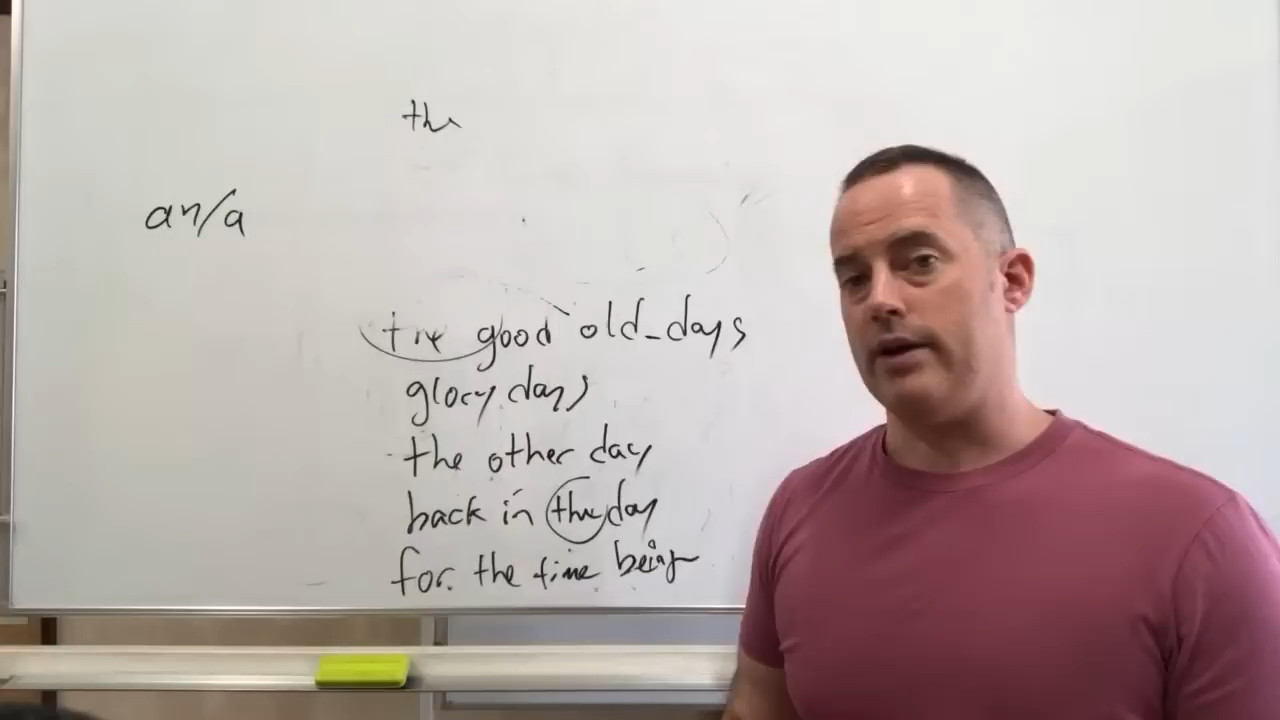 the
an/a
the good old-days
glory days
the other day
back in the day
for the time being